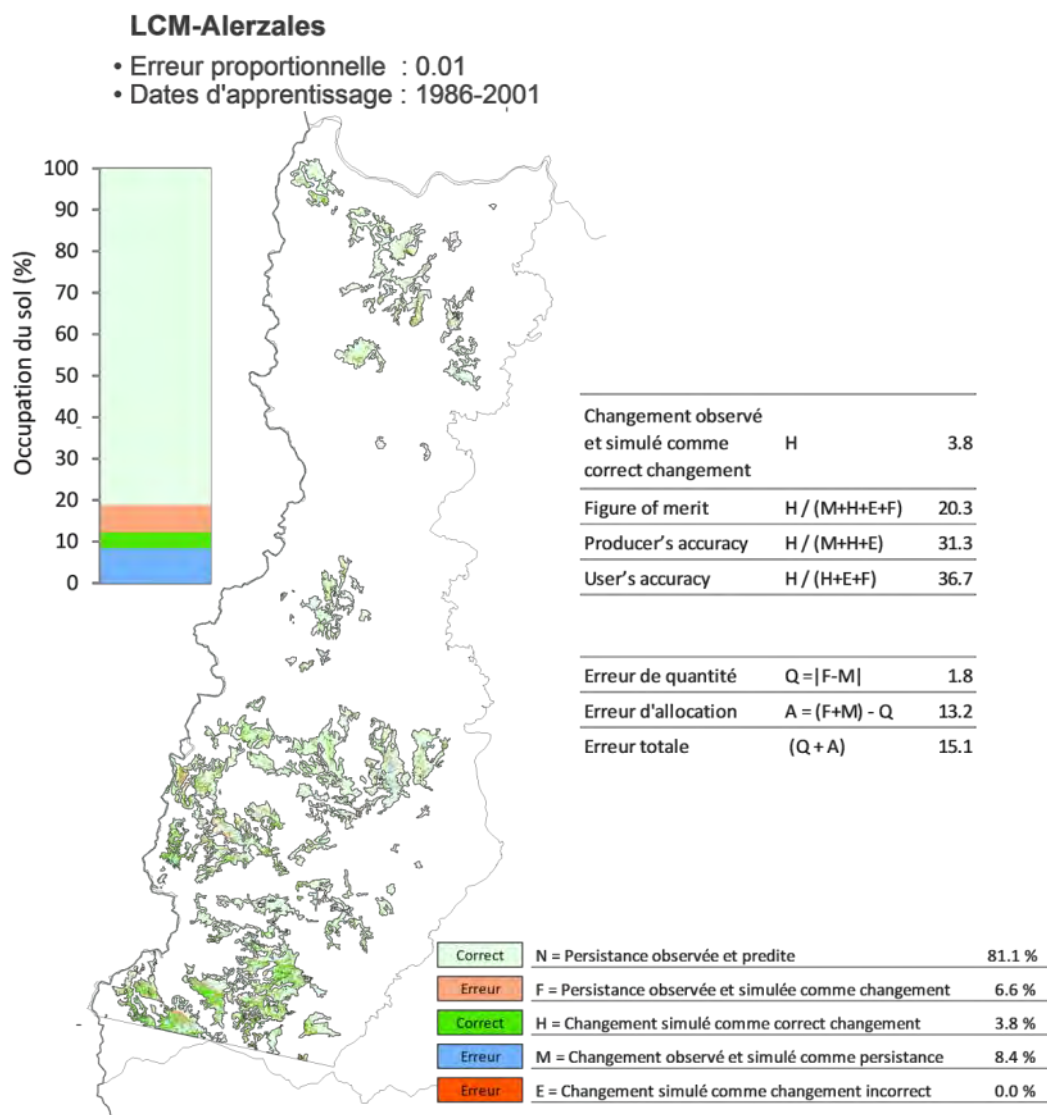 LCM-Alerzales
• Erreur proportionnelle : 0.01
• Dates d'apprentissage : 1986-2001
Occupation du sol (%)
100
90
80
70
60
50
40
30
20
10
0
Changement observé
et simulé comme H 3.8
correct changement
Figure of merit H / (M+H+E+F) 20.3
Producer's accuracy H / (M+H+E) 31.3
User's accuracy H / (H+E+F) 36.7
Erreur de quantité Q =|F-M| 1.8
Erreur d'allocation A = (F+M) - Q 13.2
Erreur totale (Q + A) 15.1
Correct N = Persistance observée et predite 81.1 %
Erreur F = Persistance observée et simulée comme changement 6.6 %
Correct H = Changement simulé comme correct changement 3.8 %
Erreur M = Changement observé et simulé comme persistance 8.4 %
Erreur E = Changement simulé comme changement incorrect 0.0 %